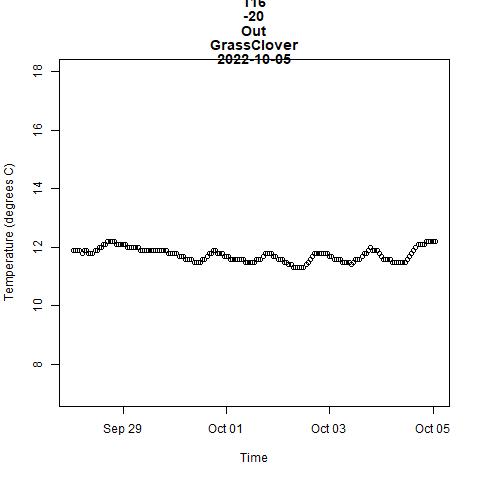 T16
-20
Out
GrassClover
2022-10-05
Temperature (degrees C)
18
16
14
12
10
8
Sep 29
Oct 01
Oct 03
Oct 05
Time